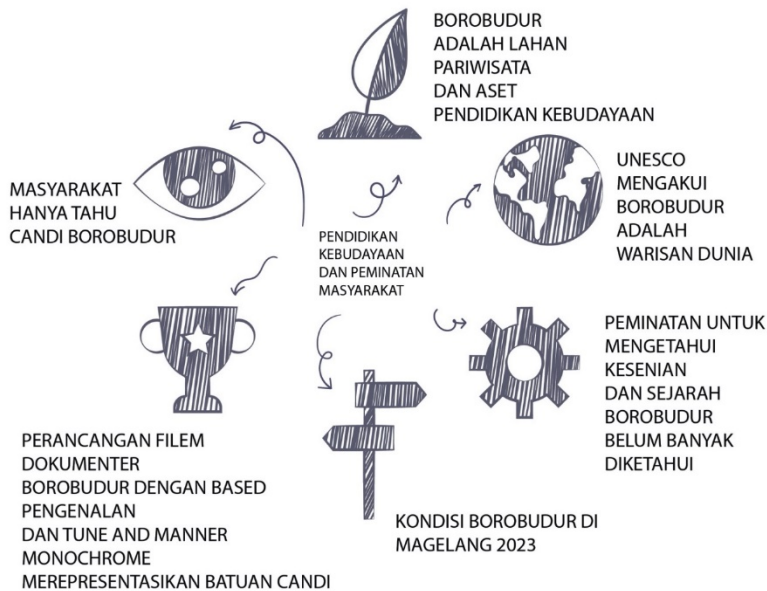 BOROBUDUR
ADALAH LAHAN
PARIWISATA
DAN ASET
PENDIDIKAN KEBUDAYAAN
UNESCO
MENGAKUI
BOROBUDUR
ADALAH
WARISAN DUNIA
MASYARAKAT
HANYA TAHU
CANDI BOROBUDUR
PENDIDIKAN
KEBUDAYAAN
DAN PEMINATAN
MASYARAKAT
PEMINATAN UNTUK
MENGETAHUI
KESENIAN
DAN SEJARAH
BOROBUDUR
BELUM BANYAK
DIKETAHUI
PERANCANGAN FILEM
DOKUMENTER
BOROBUDUR DENGAN BASED
PENGENALAN
DAN TUNE AND MANNER
MONOCHROME
MEREPRESENTASIKAN BATUAN CANDI
KONDISI BOROBUDUR DI
MAGELANG 2023